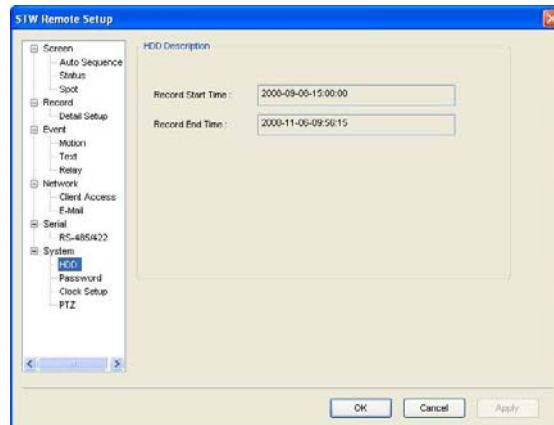 STW Remote Setup
Screen
Auto Sequence
Status
Spot
Record
Detail Setup
Event
Motion
Text
Relay
Network
Client Access
E-Mail
Serial
RS-485/422
System
HDD
Password
Clock Setup
PTZ
HDD Description
Record Start Time :
2008-09-08-15:00:00
Record End Time :
2008-11-06-09:56:15
OK
Cancel
Apply